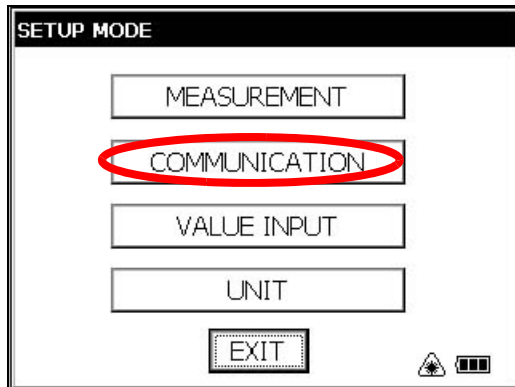 SETUP MODE
MEASUREMENT
COMMUNICATION
VALUE INPUT
UNIT
EXIT